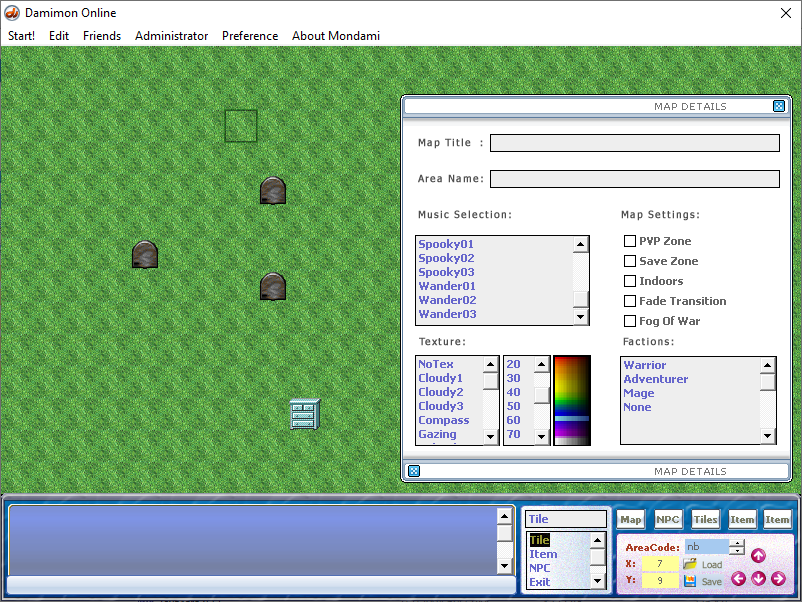 Damimon Online
Start! Edit Friends Administrator Preference About Mondami
MAP DETAILS
Map Title :
Area Name:
Music Selection:
Spooky01
Spooky02
Spooky03
Wander01
Wander02
Wander03
Map Settings:
PVP Zone
Save Zone
Indoors
Fade Transition
Fog Of War
Texture:
NoTex
Cloudy1
Cloudy2
Cloudy3
Compass
Gazing
20
30
40
50
60
70
Factions:
Warrior
Adventurer
Mage
None
MAP DETAILS
Tile
Tile
Item
NPC
Exit
Map NPC Tiles Item Item
AreaCode: nb
X: 7 Load
Y: 9 Save